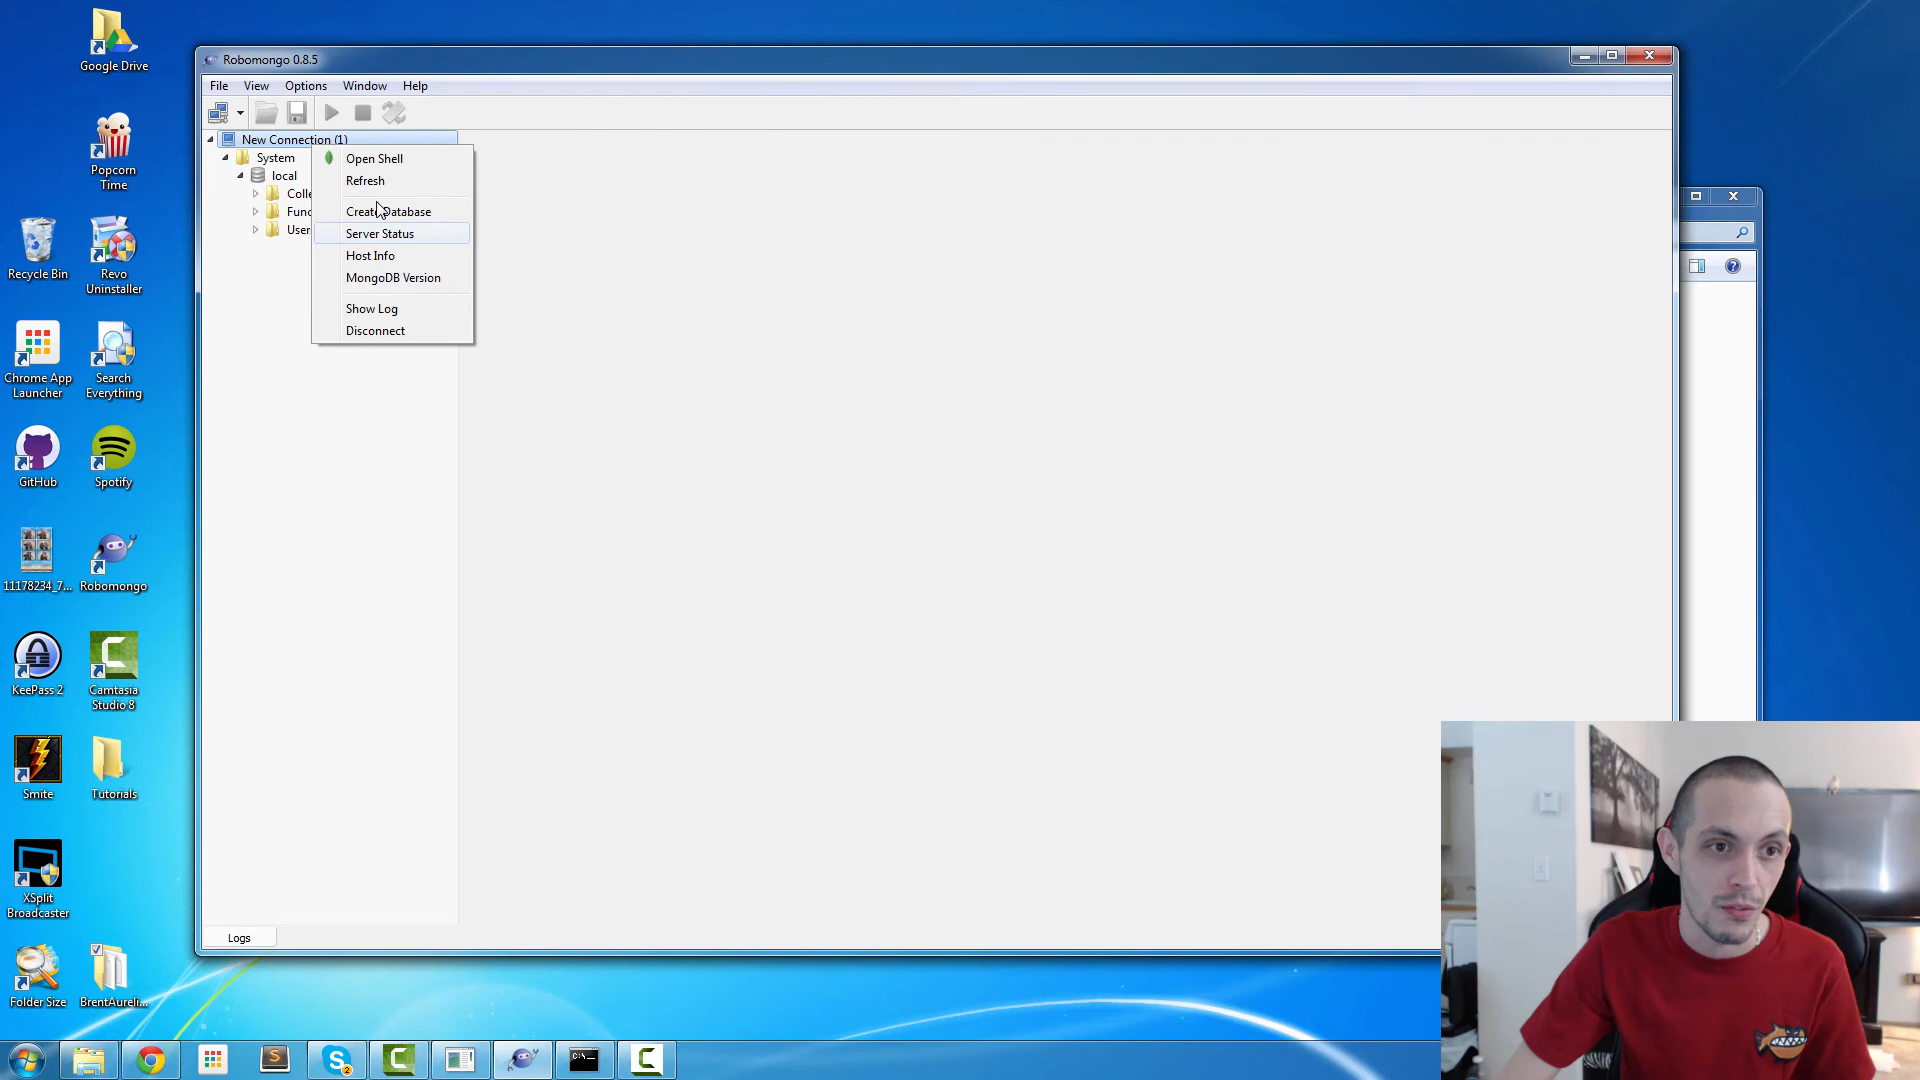 Google Drive
Popcorn
Time
Recycle Bin
Revo
Uninstaller
Chrome App
Launcher
Search
Everything
GitHub
Spotify
11178234_7...
Robomongo
KeePass 2
Camtasia
Studio 8
Smite
Tutorials
XSplit
Broadcaster
Folder Size
BrentAureli...
Robomongo 0.8.5
File View Options Window Help
New Connection (1)
System
local
Colle
Func
User
Open Shell
Refresh
Create Database
Server Status
Host Info
MongoDB Version
Show Log
Disconnect
Logs
C:\_
2